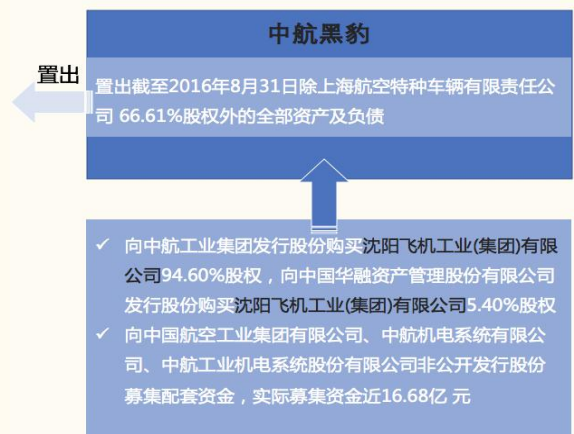 中航黑豹
置出
置出截至2016年8月31日除上海航空特种车辆有限责任公
司 66.61%股权外的全部资产及负债
✓ 向中航工业集团发行股份购买沈阳飞机工业(集团)有限
公司94.60%股权，向中国华融资产管理股份有限公司
发行股份购买沈阳飞机工业(集团)有限公司5.40%股权
✓ 向中国航空工业集团有限公司、中航机电系统有限公
司、中航工业机电系统股份有限公司非公开发行股份
募集配套资金，实际募集资金近16.68亿 元